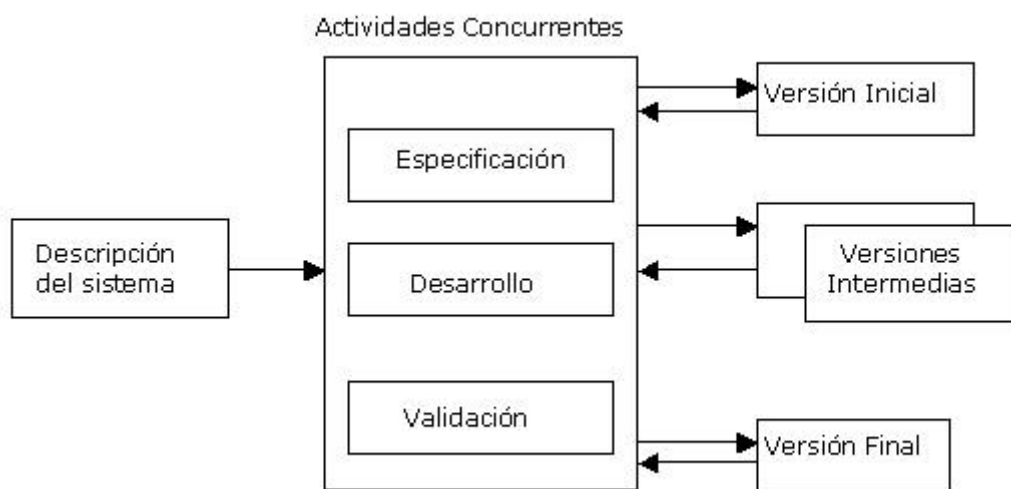 Actividades Concurrentes
Versión Inicial
Especificación
Descripción
del sistema
Desarrollo
Versiones
Intermedias
Validación
Versión Final